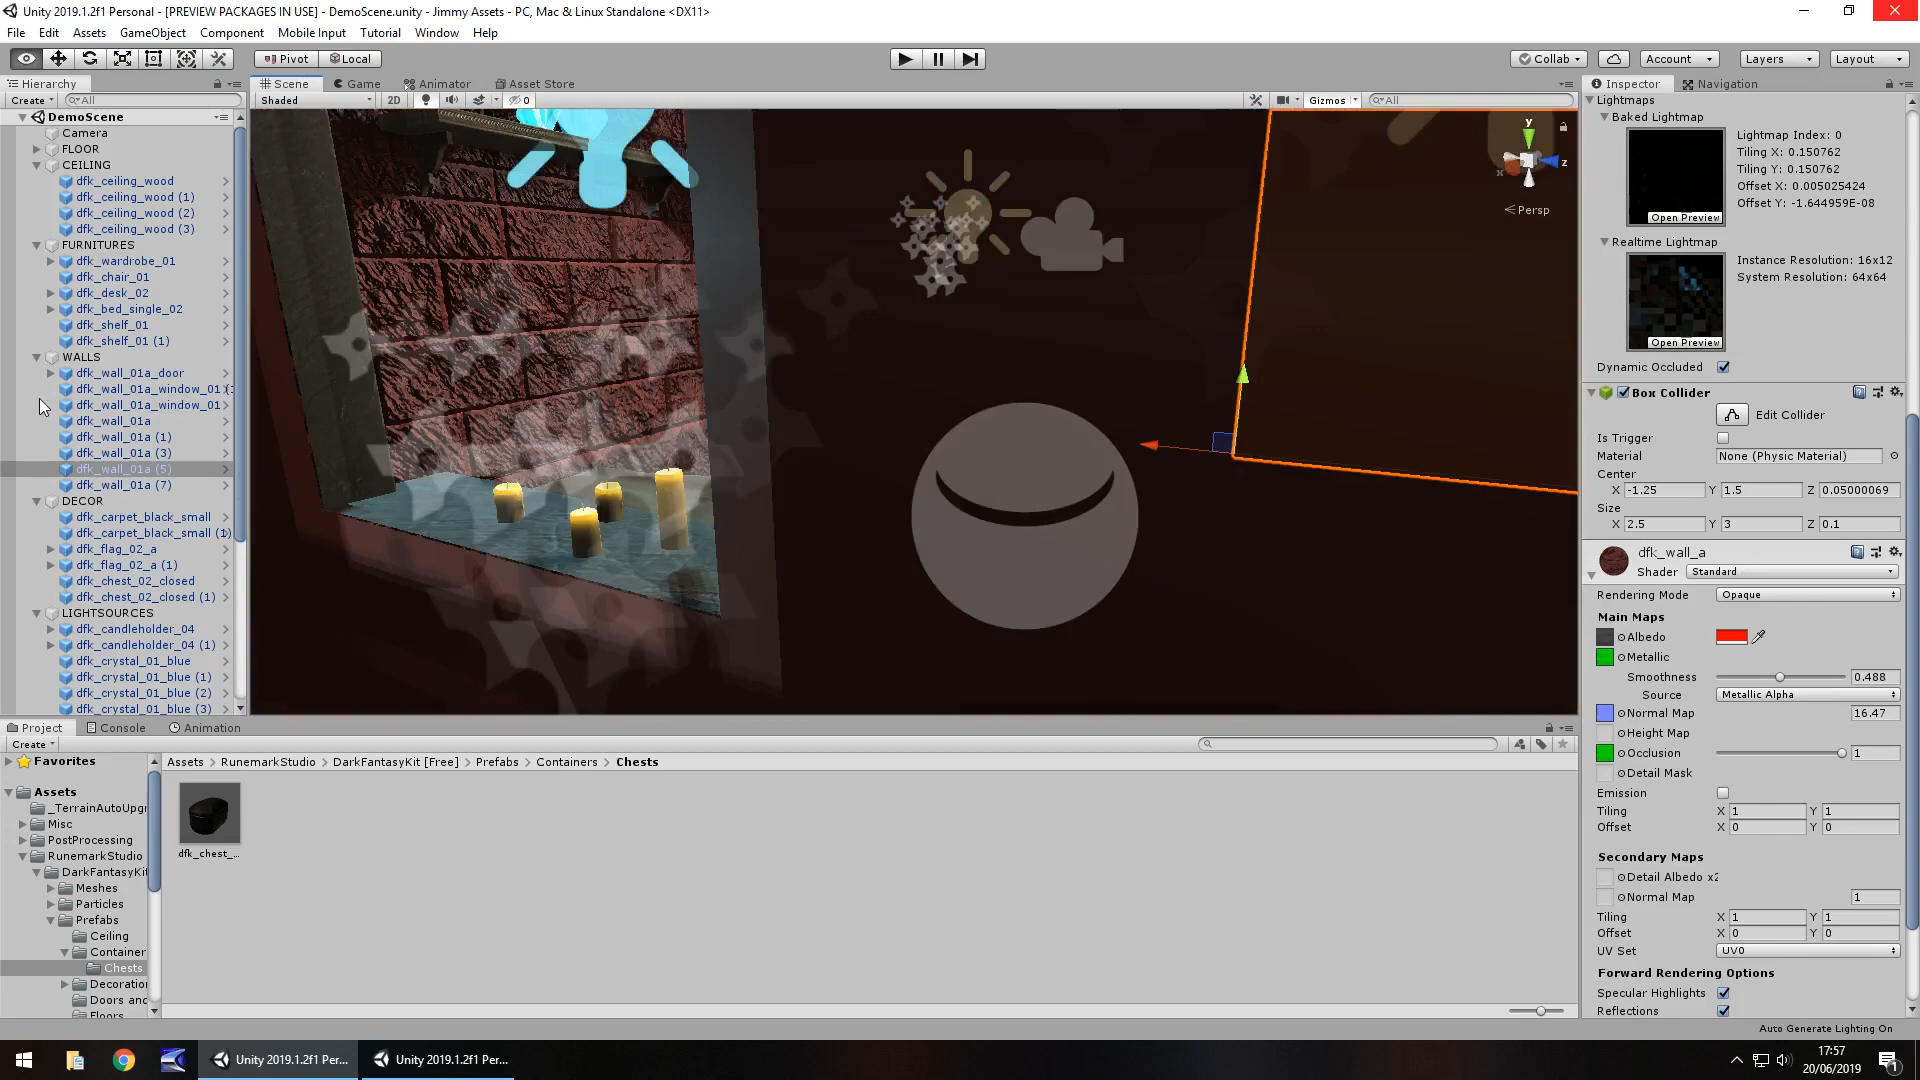 Unity 2019.1.2f1 Personal - [PREVIEW PACKAGES IN USE] - DemoScene.unity - Jimmy Assets - PC, Mac & Linux Standalone <DX11>
File Edit Assets GameObject Component Mobile Input Tutorial Window Help
Pivot Local Collab Account Layers Layout
Hierarchy Scene Game Animator Asset Store Inspector Navigation
Create All Shaded 2D 0 Gizmos All
DemoScene
Camera
FLOOR
CEILING
dfk_ceiling_wood
dfk_ceiling_wood (1)
dfk_ceiling_wood (2)
dfk_ceiling_wood (3)
FURNITURES
dfk_wardrobe_01
dfk_chair_01
dfk_desk_02
dfk_bed_single_02
dfk_shelf_01
dfk_shelf_01 (1)
WALLS
dfk_wall_01a_door
dfk_wall_01a_window_01
dfk_wall_01a_window_01
dfk_wall_01a
dfk_wall_01a (1)
dfk_wall_01a (3)
dfk_wall_01a (5)
dfk_wall_01a (7)
DECOR
dfk_carpet_black_small
dfk_carpet_black_small (1)
dfk_flag_02_a
dfk_flag_02_a (1)
dfk_chest_02_closed
dfk_chest_02_closed (1)
LIGHTSOURCES
dfk_candleholder_04
dfk_candleholder_04 (1)
dfk_crystal_01_blue
dfk_crystal_01_blue (1)
dfk_crystal_01_blue (2)
dfk_crystal_01_blue (3)
y
z
x
Persp
Lightmaps
Baked Lightmap
Lightmap Index: 0
Tiling X: 0.150762
Tiling Y: 0.150762
Offset X: 0.005025424
Offset Y: -1.644959E-08
Open Preview
Realtime Lightmap
Instance Resolution: 16x12
System Resolution: 64x64
Open Preview
Dynamic Occluded
Box Collider
Edit Collider
Is Trigger
Material None (Physic Material)
Center
X -1.25 Y 1.5 Z 0.05000069
Size
X 2.5 Y 3 Z 0.1
dfk_wall_a
Shader Standard
Rendering Mode Opaque
Main Maps
Albedo
Metallic
Smoothness 0.488
Source Metallic Alpha
Normal Map 16.47
Height Map
Occlusion 1
Detail Mask
Emission
Tiling X 1 Y 1
Offset X 0 Y 0
Secondary Maps
Detail Albedo x2
Normal Map 1
Tiling X 1 Y 1
Offset X 0 Y 0
UV Set UV0
Forward Rendering Options
Specular Highlights
Reflections
Auto Generate Lighting On
Project Console Animation
Create
Favorites
Assets
_TerrainAutoUpgr
Misc
PostProcessing
RunemarkStudio
DarkFantasyKit
Meshes
Particles
Prefabs
Ceiling
Container
Chests
Decoration
Doors and
Floors
Assets > RunemarkStudio > DarkFantasyKit [Free] > Prefabs > Containers > Chests
dfk_chest_...
Unity 2019.1.2f1 Per...
Unity 2019.1.2f1 Per...
17:57
20/06/2019
1